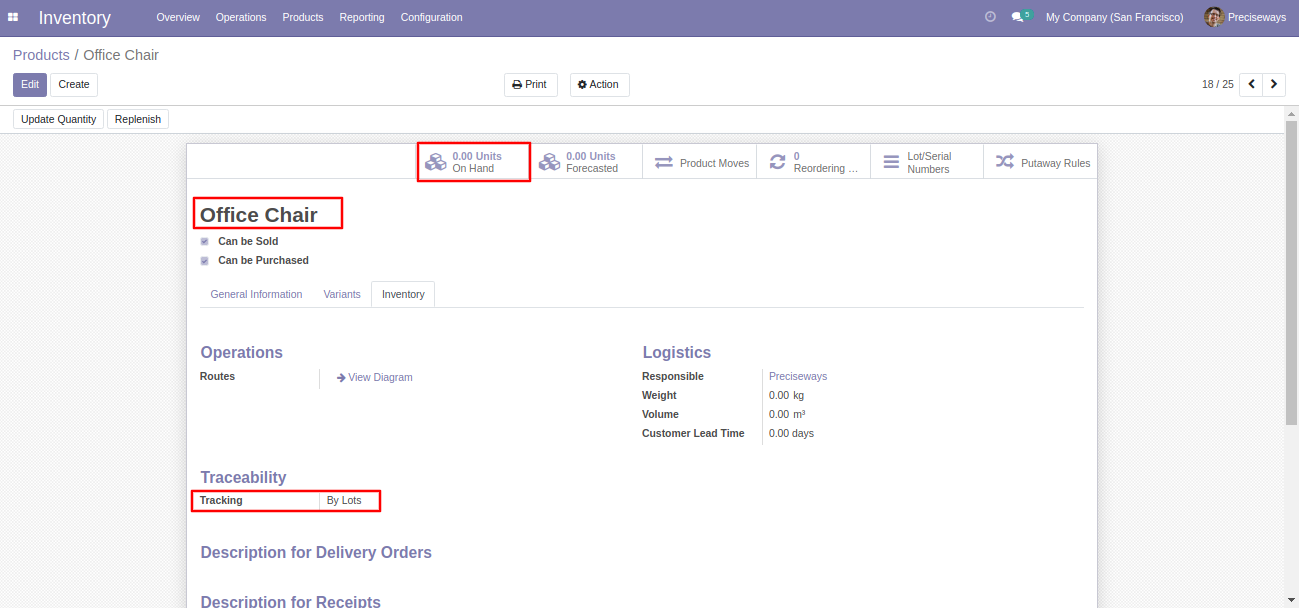 Inventory Overview Operations Products Reporting Configuration 5 My Company (San Francisco) Preciseways
Products / Office Chair
Edit Create Print Action 18 / 25
Update Quantity Replenish
0.00 Units 0.00 Units Product Moves 0 Lot/Serial Putaway Rules
On Hand Forecasted Reordering ... Numbers
Office Chair
Can be Sold
Can be Purchased
General Information Variants Inventory
Operations Logistics
Routes View Diagram Responsible Preciseways
Weight 0.00 kg
Volume 0.00 m³
Customer Lead Time 0.00 days
Traceability
Tracking By Lots
Description for Delivery Orders
Description for Receipts